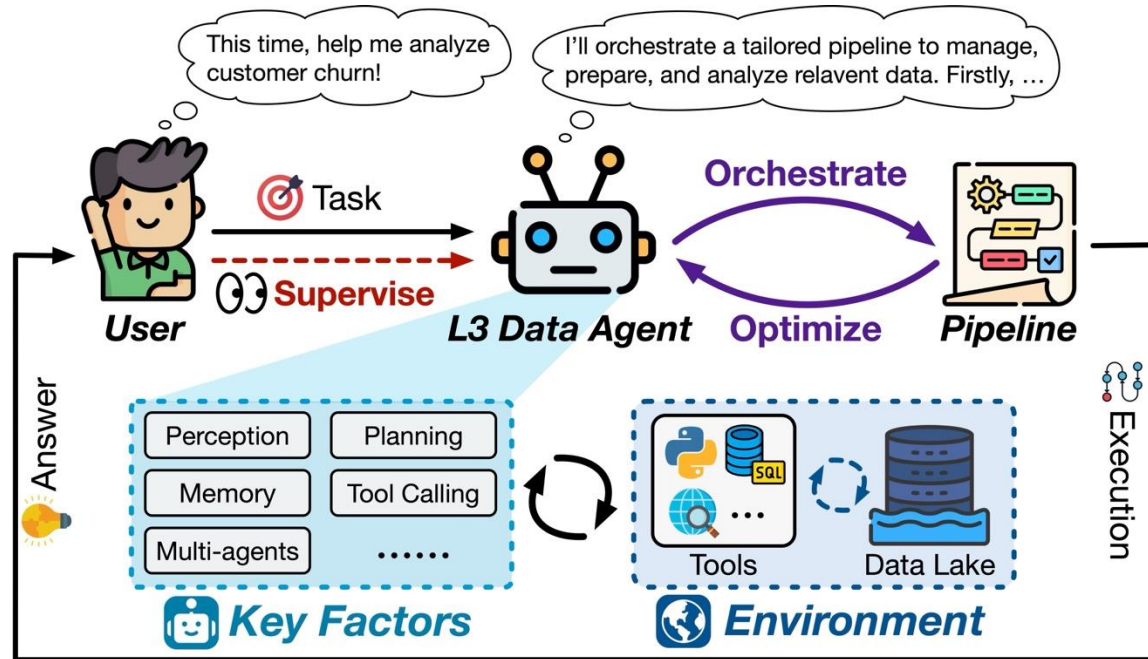 This time, help me analyze
customer churn!
I'll orchestrate a tailored pipeline to manage,
prepare, and analyze relavent data. Firstly, ...
Task
Supervise
Orchestrate
Optimize
User
L3 Data Agent
Pipeline
Answer
Execution
Perception
Planning
Memory
Tool Calling
Multi-agents
......
Key Factors
SQL
...
Tools
Data Lake
Environment